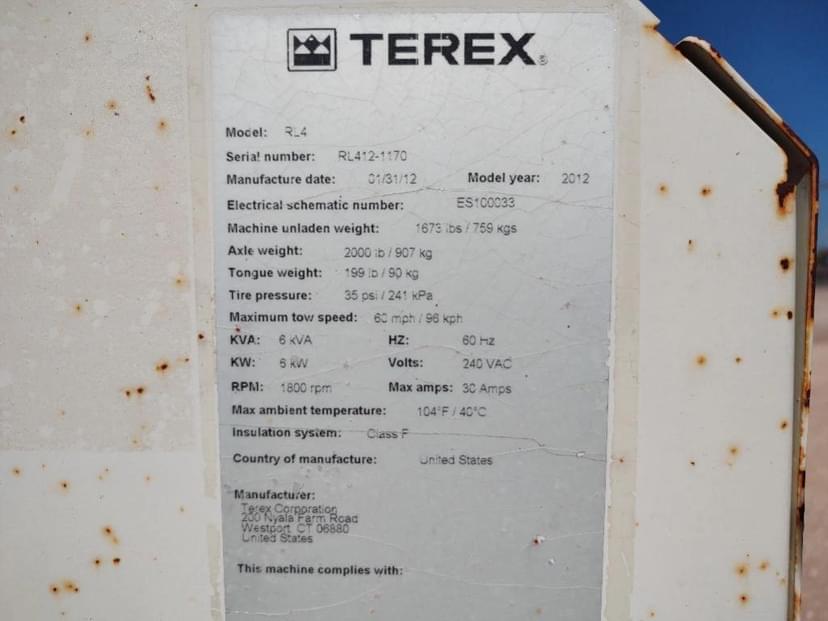 TEREX®
Model: RL4
Serial number: RL412-1170
Manufacture date: 01/31/12 Model year: 2012
Electrical schematic number: ES100033
Machine unladen weight: 1673 lbs / 759 kgs
Axle weight: 2000 lb / 907 kg
Tongue weight: 199 lb / 90 kg
Tire pressure: 35 psi / 241 kPa
Maximum tow speed: 60 mph / 96 kph
KVA: 6 kVA HZ: 60 Hz
KW: 6 kW Volts: 240 VAC
RPM: 1800 rpm Max amps: 30 Amps
Max ambient temperature: 104°F / 40°C
Insulation system: Class F
Country of manufacture: United States
Manufacturer:
Terex Corporation
200 Nyala Farm Road
Westport CT 06880
United States
This machine complies with: